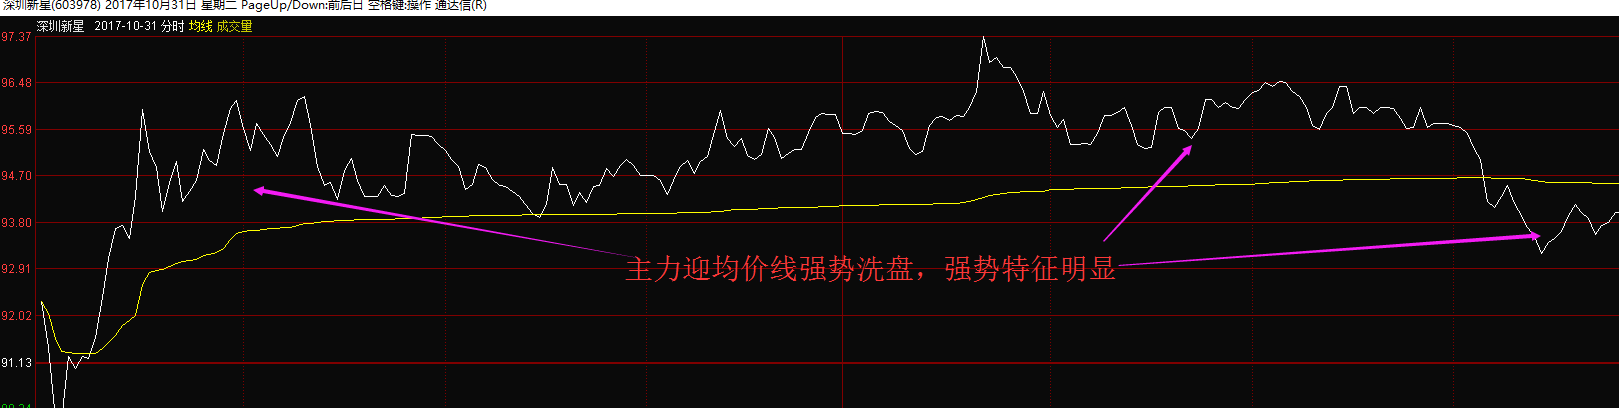 深圳新星(603978) 2017年10月31日 星期二 PageUp/Down:前后日 空格键:操作 通达信(R)
深圳新星 2017-10-31 分时 均线 成交量
97.37
96.48
95.59
94.70
93.80
92.91
主力迎均价线强势洗盘，强势特征明显
92.02
91.13